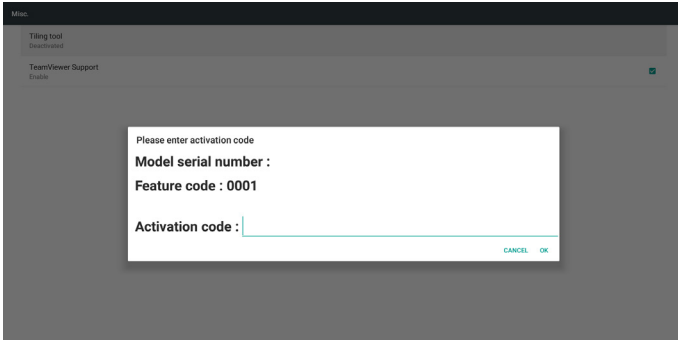 Misc.
Tiling tool
Deactivated
TeamViewer Support
Enable
Please enter activation code
Model serial number :
Feature code : 0001
Activation code :
CANCEL OK